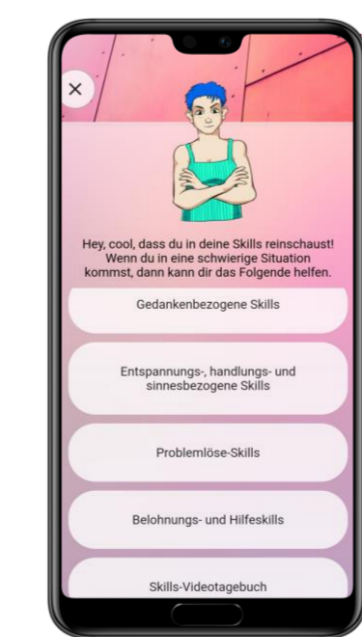 Hey, cool, dass du in deine Skills reinschaust!
Wenn du in eine schwierige Situation
kommst, dann kann dir das Folgende helfen.
Gedankenbezogene Skills
Entspannungs-, handlungs- und
sinnesbezogene Skills
Problemlöse-Skills
Belohnungs- und Hilfeskills
Skills-Videotagebuch